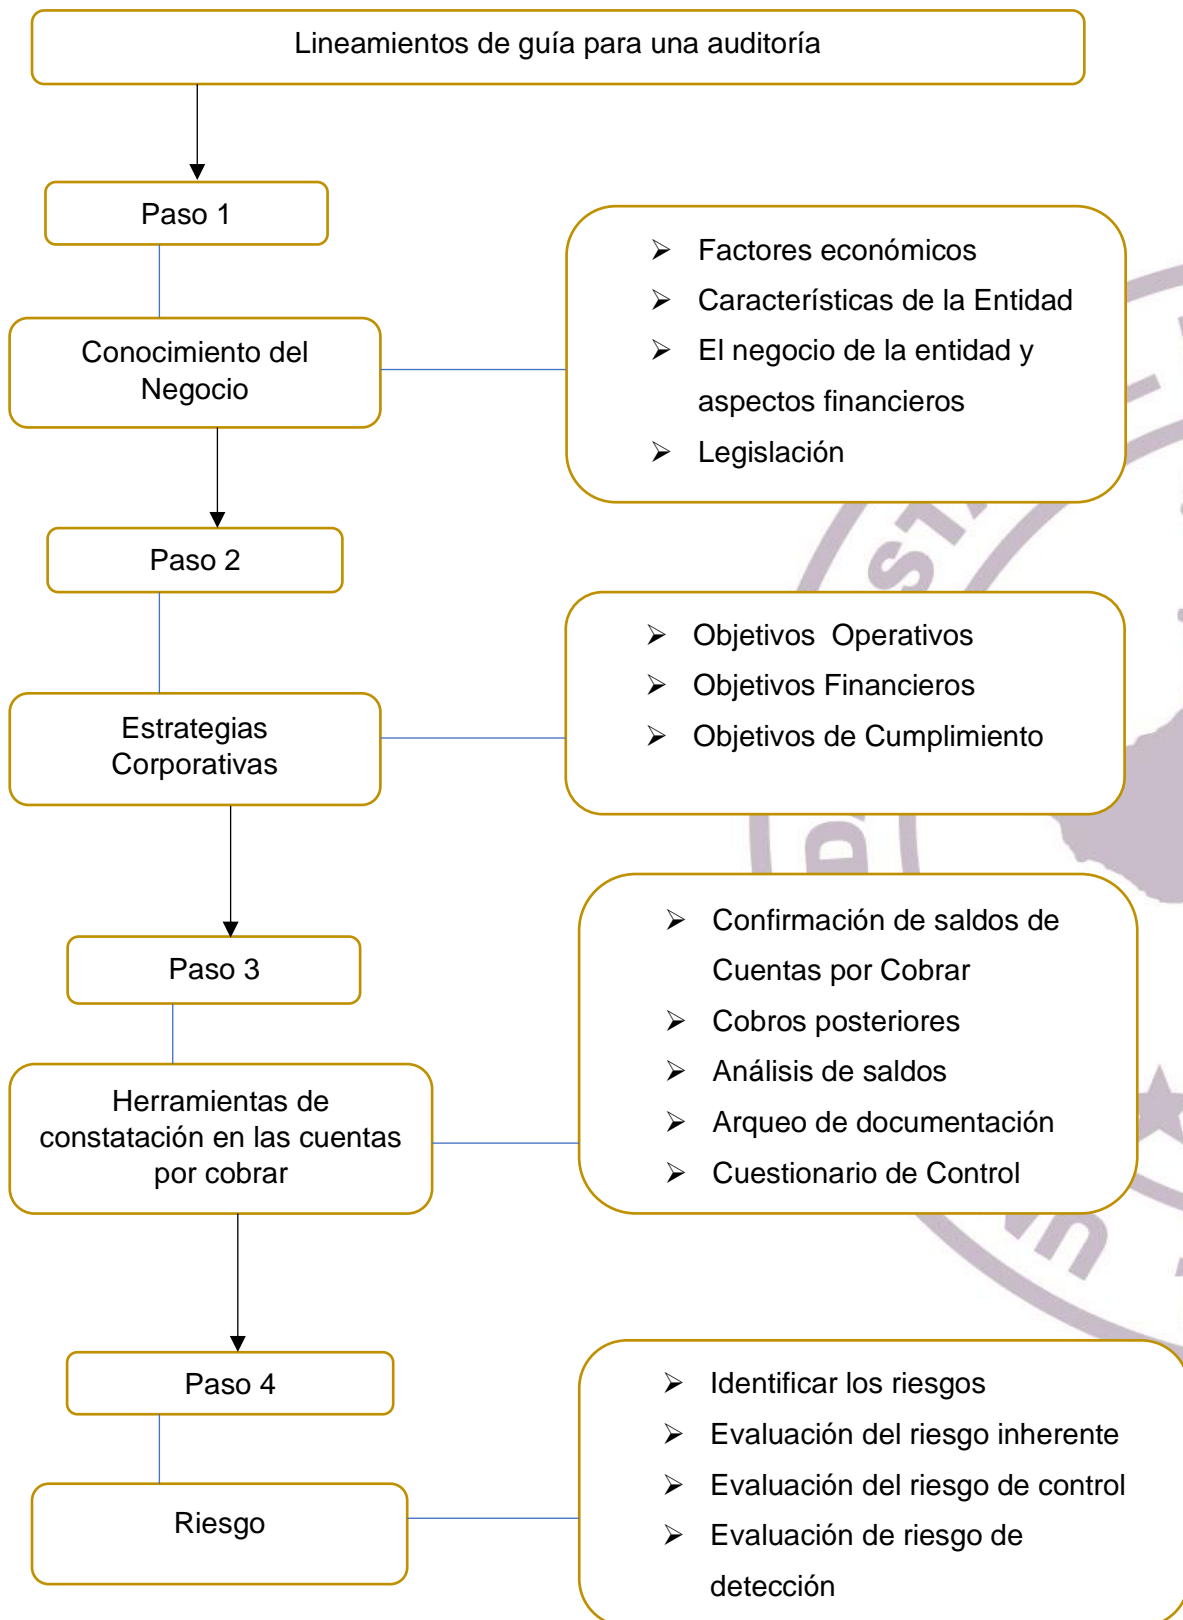 Lineamientos de guía para una auditoría
Paso 1
Conocimiento del
Negocio
➢ Factores económicos
➢ Características de la Entidad
➢ El negocio de la entidad y
aspectos financieros
➢ Legislación
Paso 2
Estrategias
Corporativas
➢ Objetivos Operativos
➢ Objetivos Financieros
➢ Objetivos de Cumplimiento
Paso 3
Herramientas de
constatación en las cuentas
por cobrar
➢ Confirmación de saldos de
Cuentas por Cobrar
➢ Cobros posteriores
➢ Análisis de saldos
➢ Arqueo de documentación
➢ Cuestionario de Control
Paso 4
Riesgo
➢ Identificar los riesgos
➢ Evaluación del riesgo inherente
➢ Evaluación del riesgo de control
➢ Evaluación de riesgo de
detección